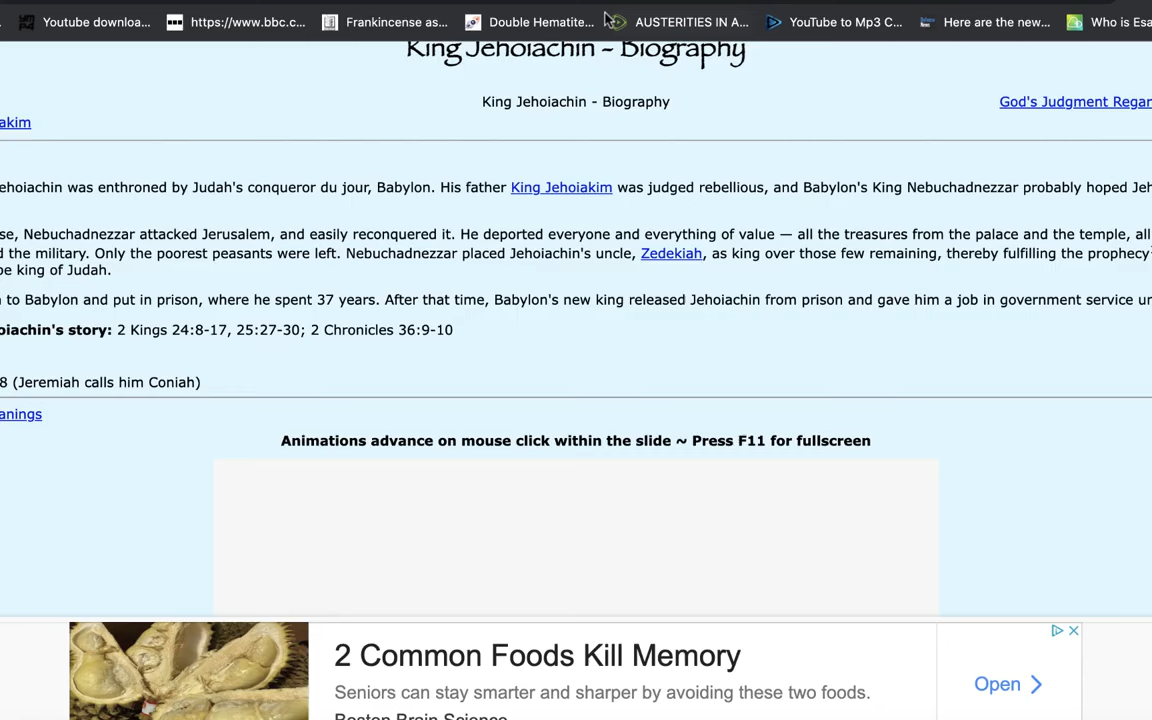 Youtube downloa... https://www.bbc.c... Frankincense as... Double Hematite... AUSTERITIES IN A... YouTube to Mp3 C... Here are the new... Who is Esa
King Jehoiachin – Biography
King Jehoiachin - Biography God's Judgment Regar
akim
ehoiachin was enthroned by Judah's conqueror du jour, Babylon. His father King Jehoiakim was judged rebellious, and Babylon's King Nebuchadnezzar probably hoped Jeh
se, Nebuchadnezzar attacked Jerusalem, and easily reconquered it. He deported everyone and everything of value — all the treasures from the palace and the temple, all
d the military. Only the poorest peasants were left. Nebuchadnezzar placed Jehoiachin's uncle, Zedekiah, as king over those few remaining, thereby fulfilling the prophecy
be king of Judah.
n to Babylon and put in prison, where he spent 37 years. After that time, Babylon's new king released Jehoiachin from prison and gave him a job in government service un
oiachin's story: 2 Kings 24:8-17, 25:27-30; 2 Chronicles 36:9-10
8 (Jeremiah calls him Coniah)
anings
Animations advance on mouse click within the slide ~ Press F11 for fullscreen
2 Common Foods Kill Memory
Seniors can stay smarter and sharper by avoiding these two foods.
Open
Boston Brain Science